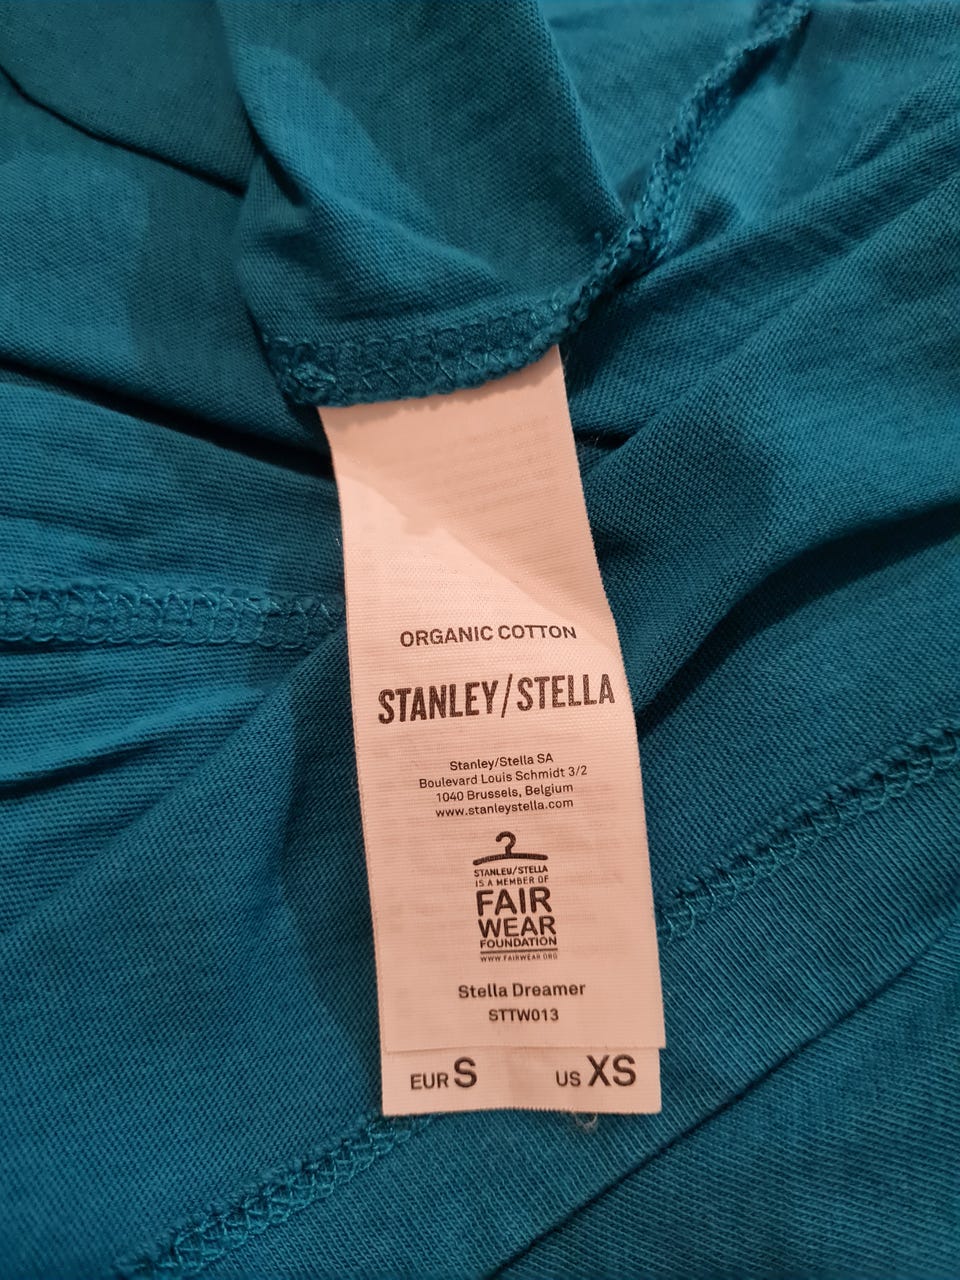 ORGANIC COTTON
STANLEY/STELLA
Stanley/Stella SA
Boulevard Louis Schmidt 3/2
1040 Brussels, Belgium
www.stanleystella.com
STANLEY/STELLA
IS A MEMBER OF
FAIR
WEAR
FOUNDATION
WWW.FAIRWEAR.ORG
Stella Dreamer
STTW013
EUR S US XS